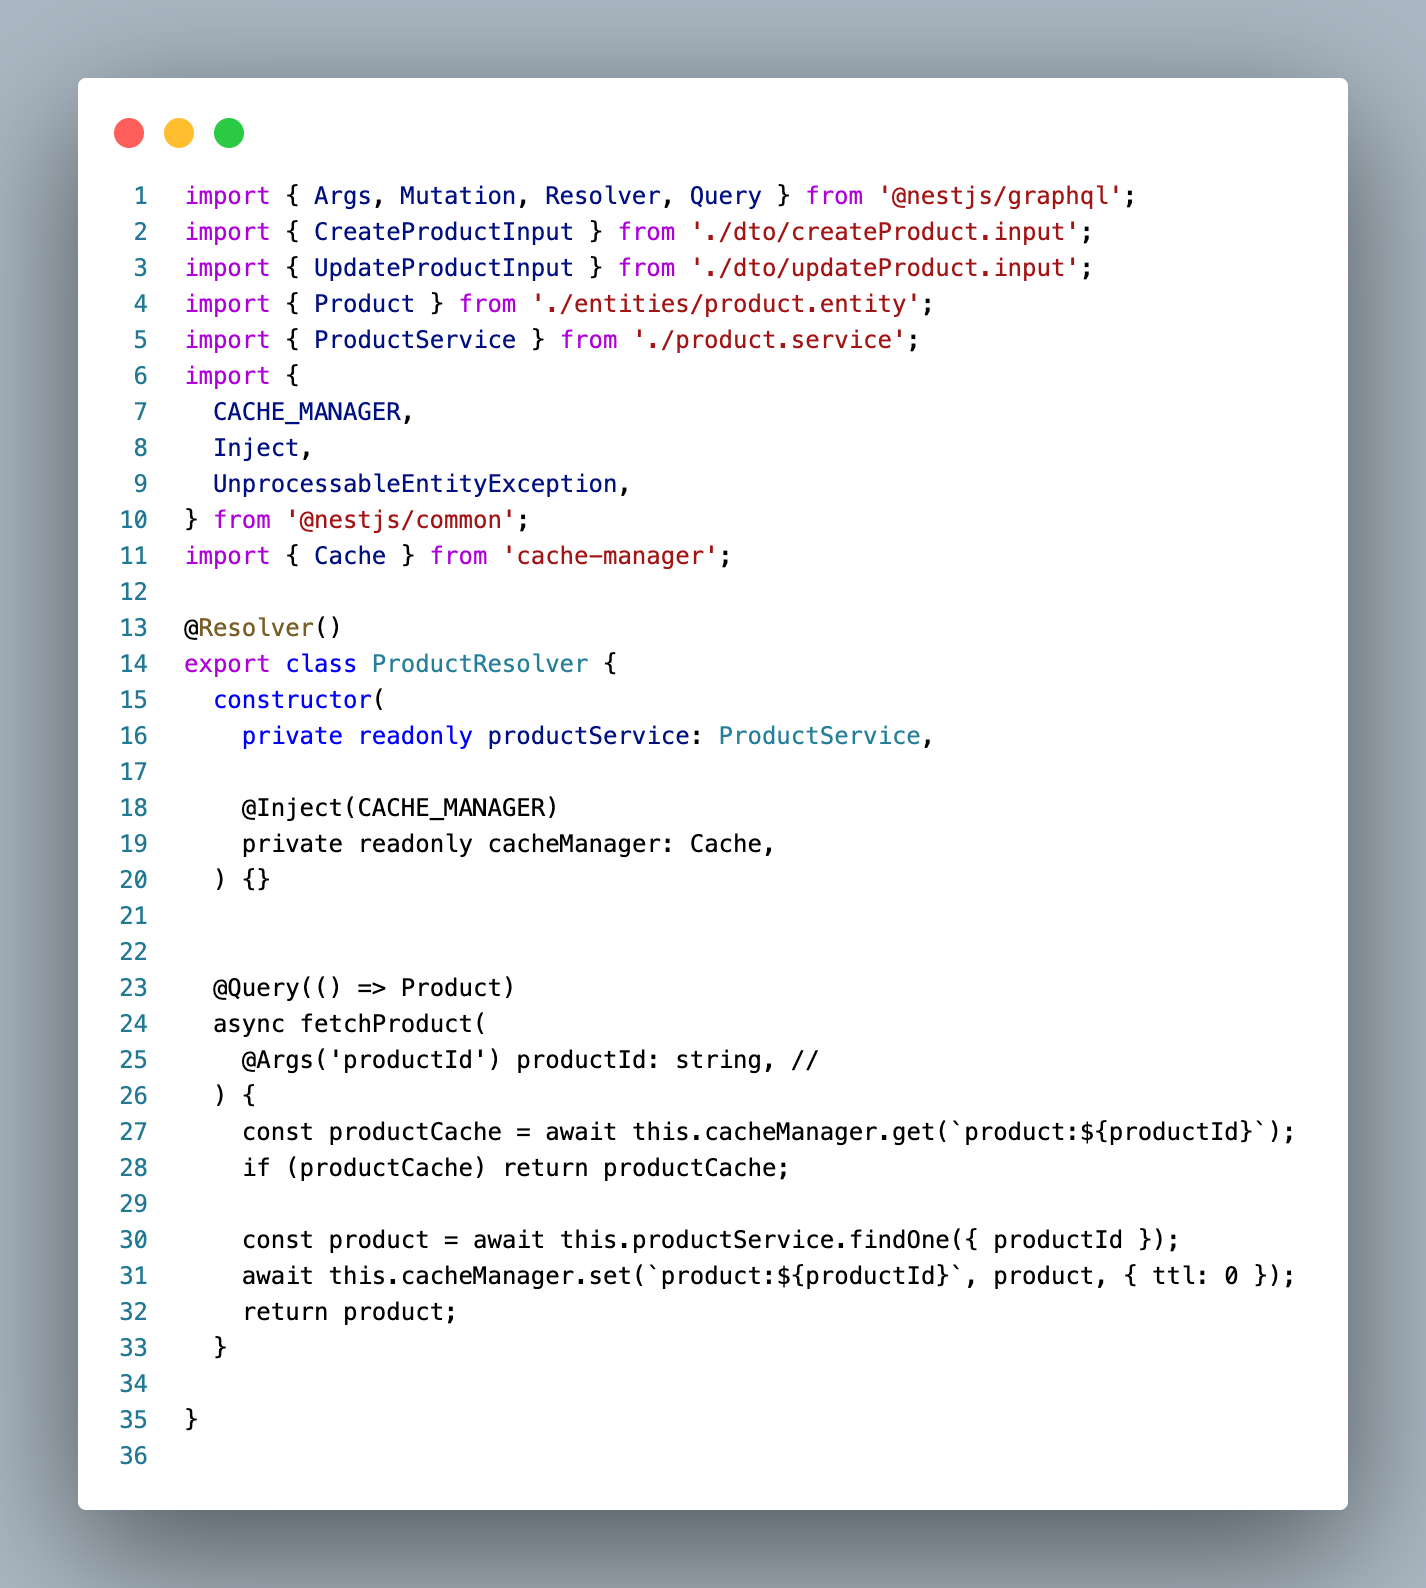 1 import { Args, Mutation, Resolver, Query } from '@nestjs/graphql';
2 import { CreateProductInput } from './dto/createProduct.input';
3 import { UpdateProductInput } from './dto/updateProduct.input';
4 import { Product } from './entities/product.entity';
5 import { ProductService } from './product.service';
6 import {
7   CACHE_MANAGER,
8   Inject,
9   UnprocessableEntityException,
10 } from '@nestjs/common';
11 import { Cache } from 'cache-manager';
12
13 @Resolver()
14 export class ProductResolver {
15   constructor(
16     private readonly productService: ProductService,
17
18     @Inject(CACHE_MANAGER)
19     private readonly cacheManager: Cache,
20   ) {}
21
22
23   @Query(() => Product)
24   async fetchProduct(
25     @Args('productId') productId: string, //
26   ) {
27     const productCache = await this.cacheManager.get(`product:${productId}`);
28     if (productCache) return productCache;
29
30     const product = await this.productService.findOne({ productId });
31     await this.cacheManager.set(`product:${productId}`, product, { ttl: 0 });
32     return product;
33   }
34
35 }
36